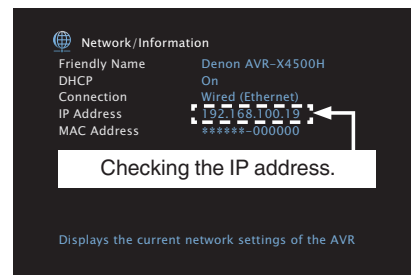 Network/Information
Friendly Name Denon AVR-X4500H
DHCP On
Connection Wired (Ethernet)
IP Address 192.168.100.19
MAC Address ******-000000
Checking the IP address.
Displays the current network settings of the AVR